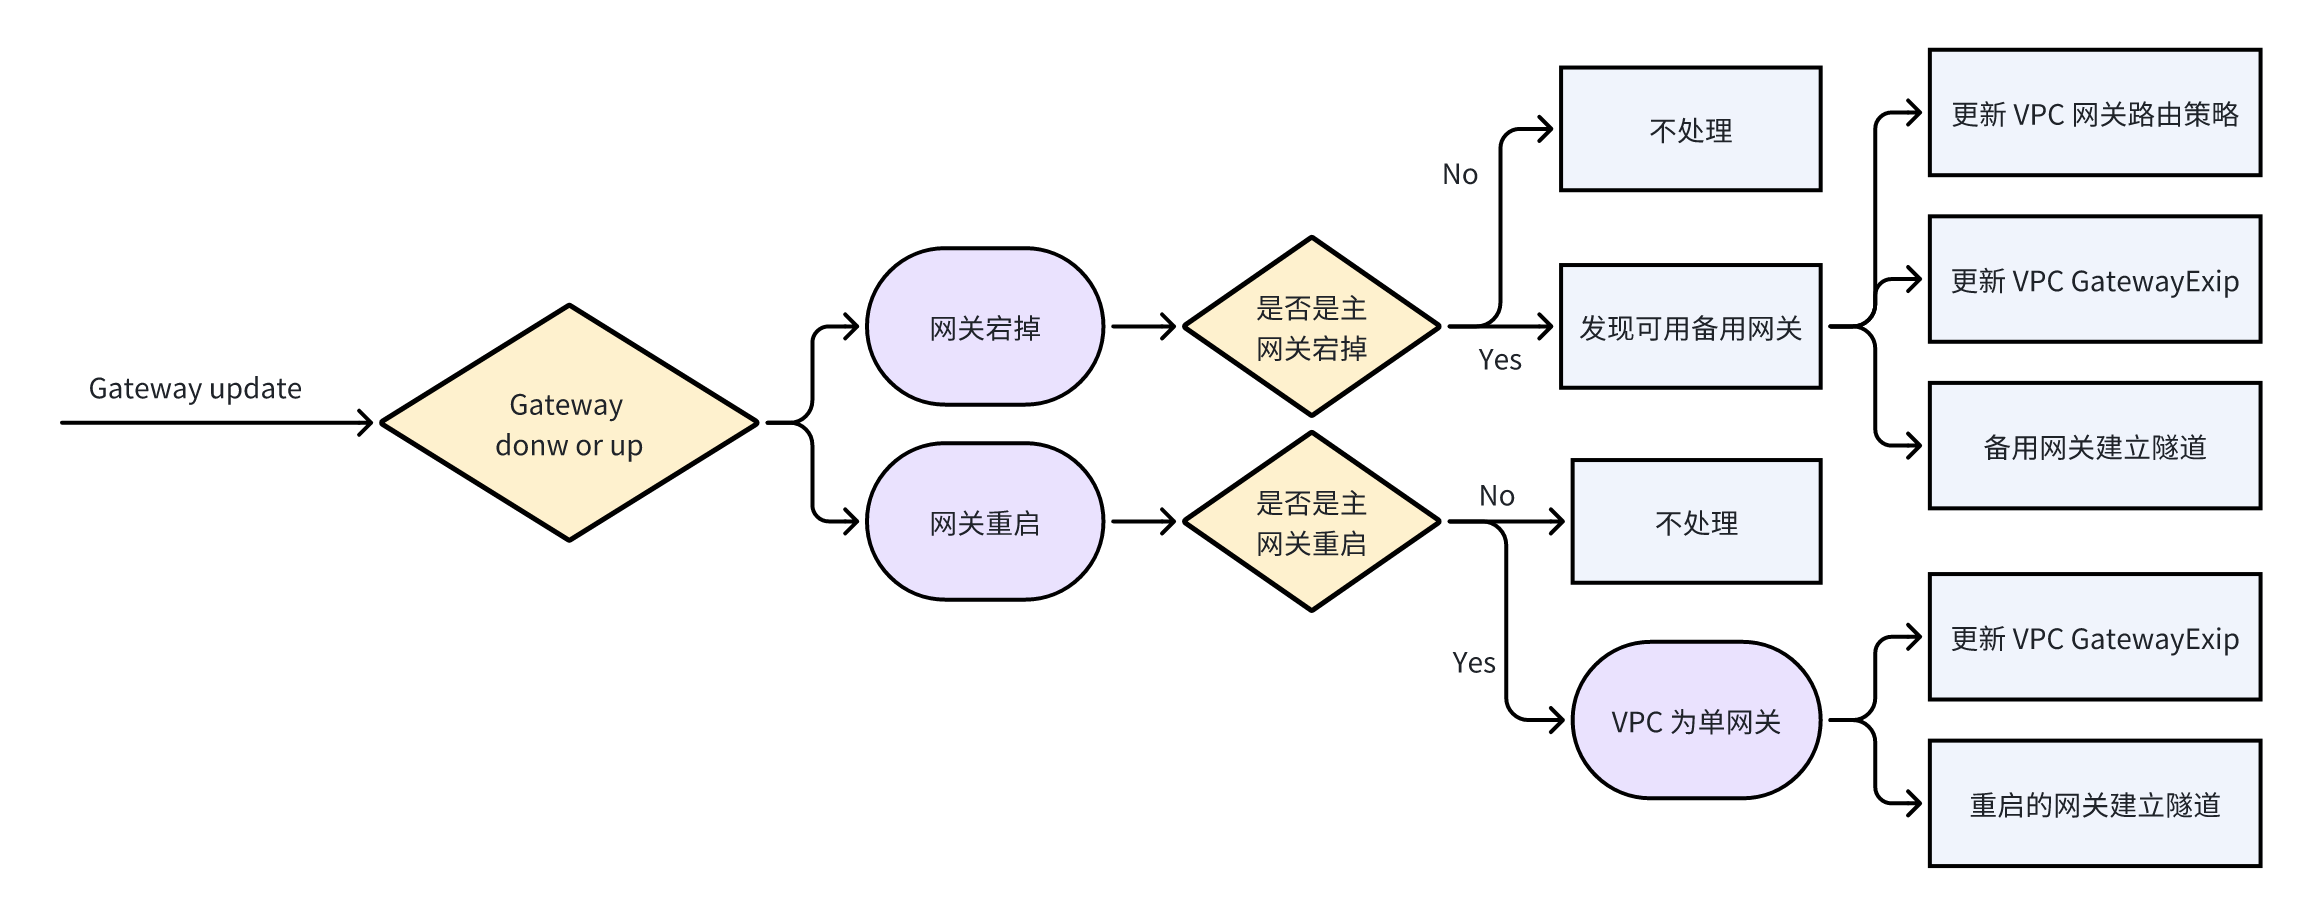 Gateway update
Gateway
donw or up
网关宕掉
网关重启
是否是主
网关宕掉
是否是主
网关重启
No
Yes
No
Yes
不处理
发现可用备用网关
不处理
VPC 为单网关
更新 VPC 网关路由策略
更新 VPC GatewayExip
备用网关建立隧道
更新 VPC GatewayExip
重启的网关建立隧道